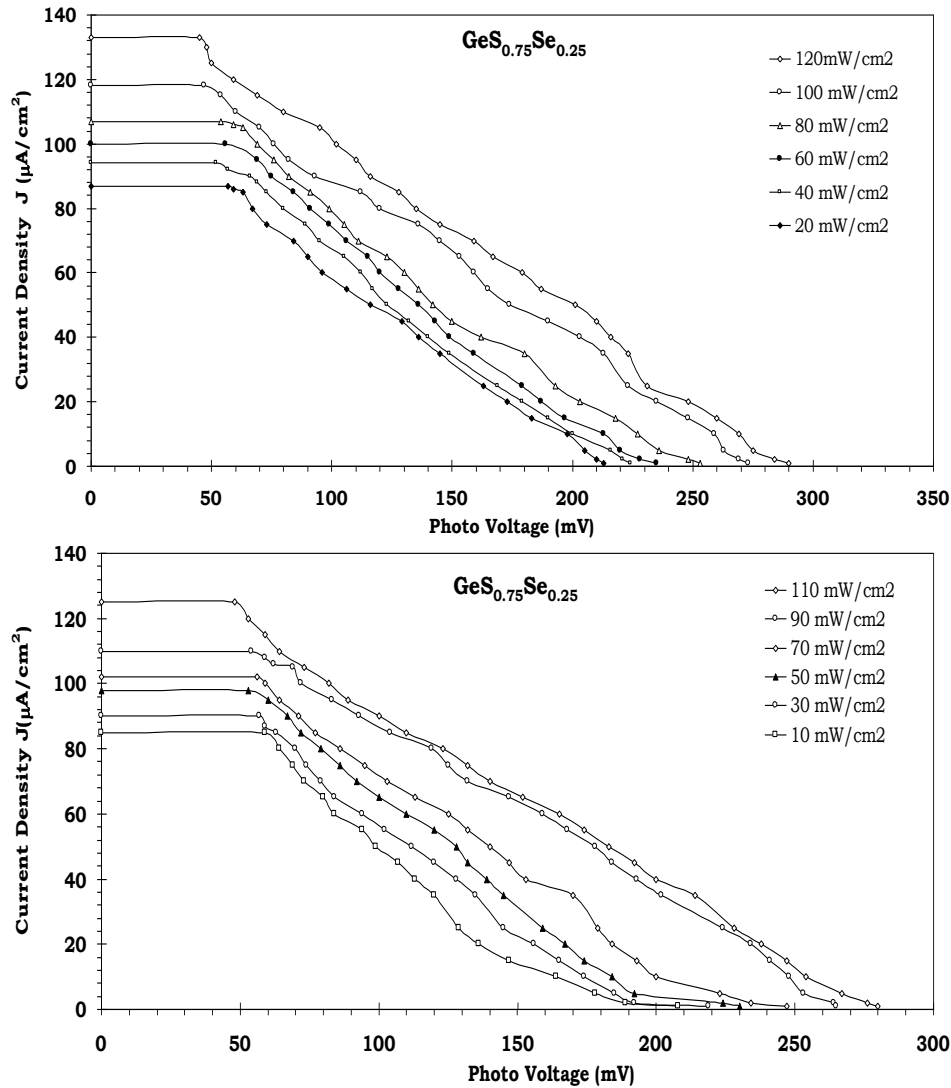 GeS0.75Se0.25
140
120
100
80
60
40
20
0
Current Density J (μA/cm2)
0 50 100 150 200 250 300 350
Photo Voltage (mV)
120mW/cm2
100 mW/cm2
80 mW/cm2
60 mW/cm2
40 mW/cm2
20 mW/cm2
GeS0.75Se0.25
140
120
100
80
60
40
20
0
Current Density J(μA/cm2)
0 50 100 150 200 250 300
Photo Voltage (mV)
110 mW/cm2
90 mW/cm2
70 mW/cm2
50 mW/cm2
30 mW/cm2
10 mW/cm2